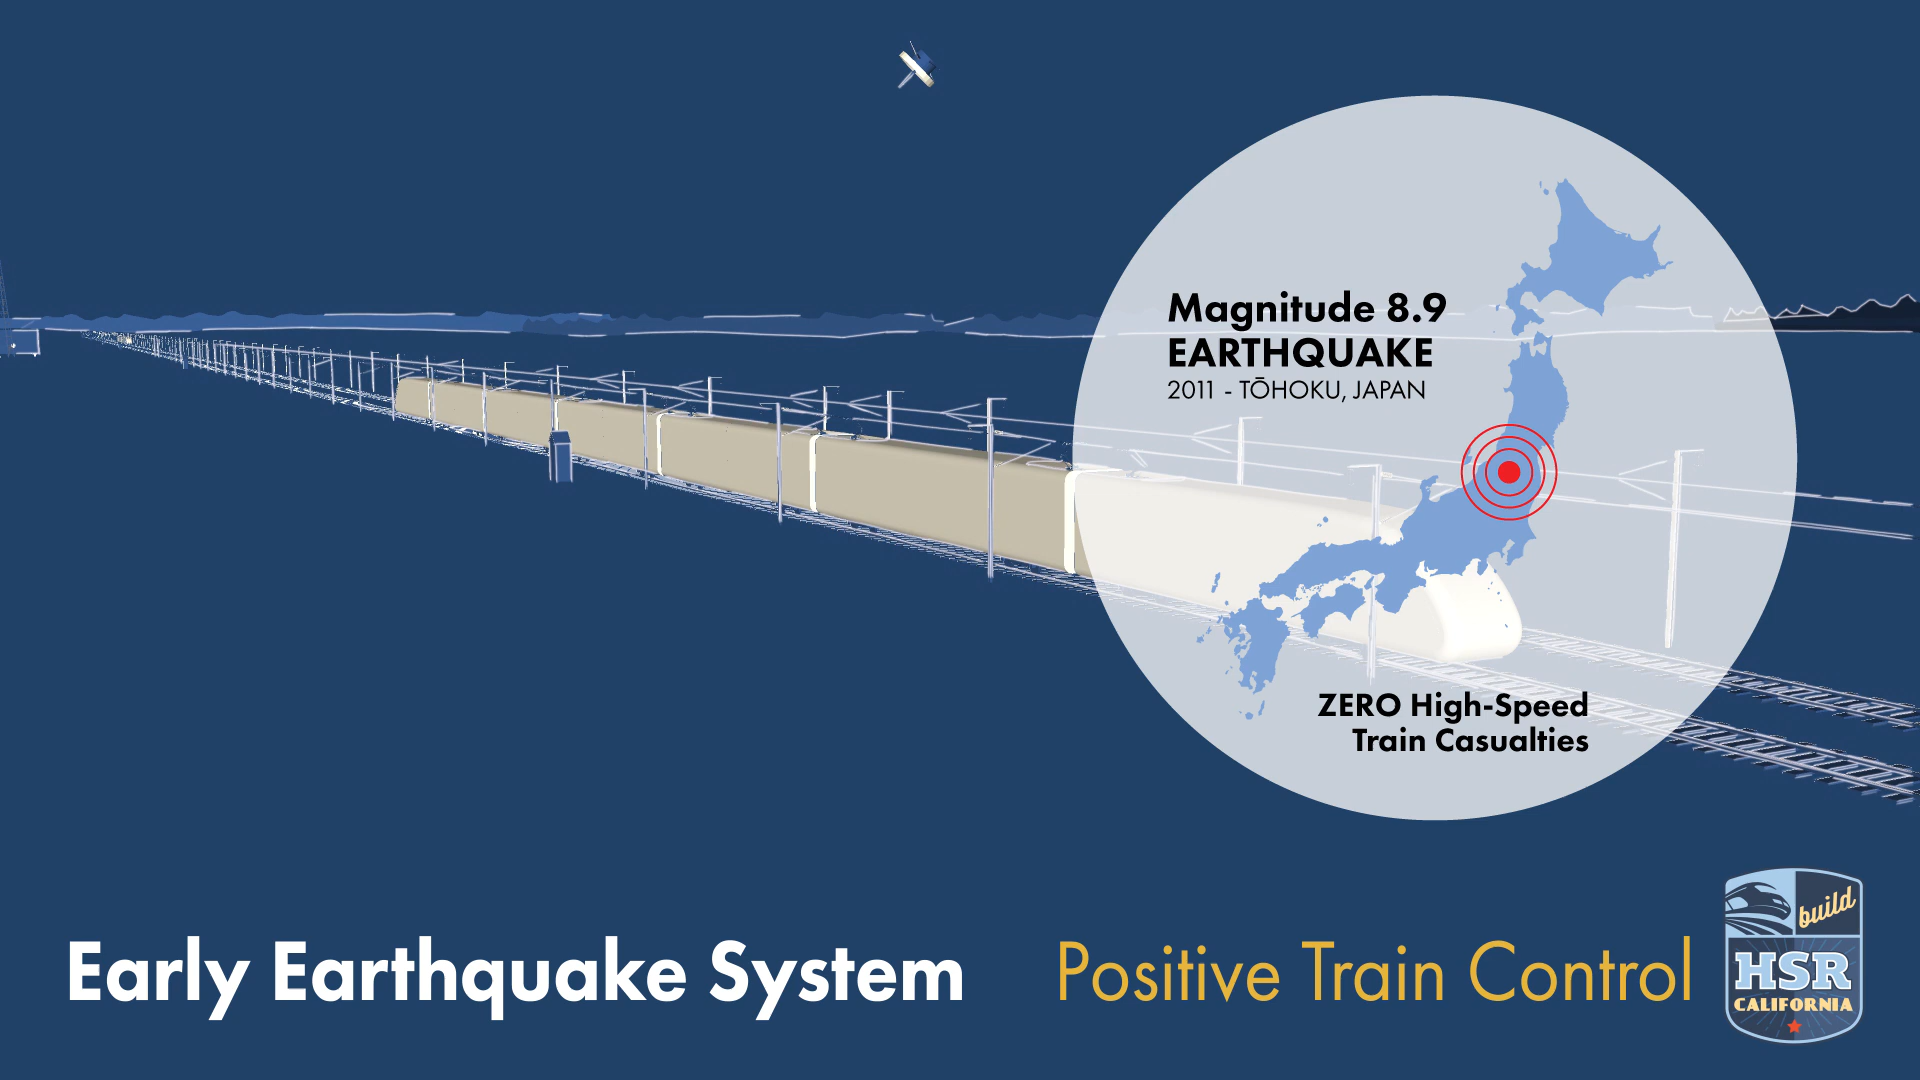 Magnitude 8.9
EARTHQUAKE
2011 - TŌHOKU, JAPAN
ZERO High-Speed
Train Casualties
Early Earthquake System
Positive Train Control
build
HSR
CALIFORNIA